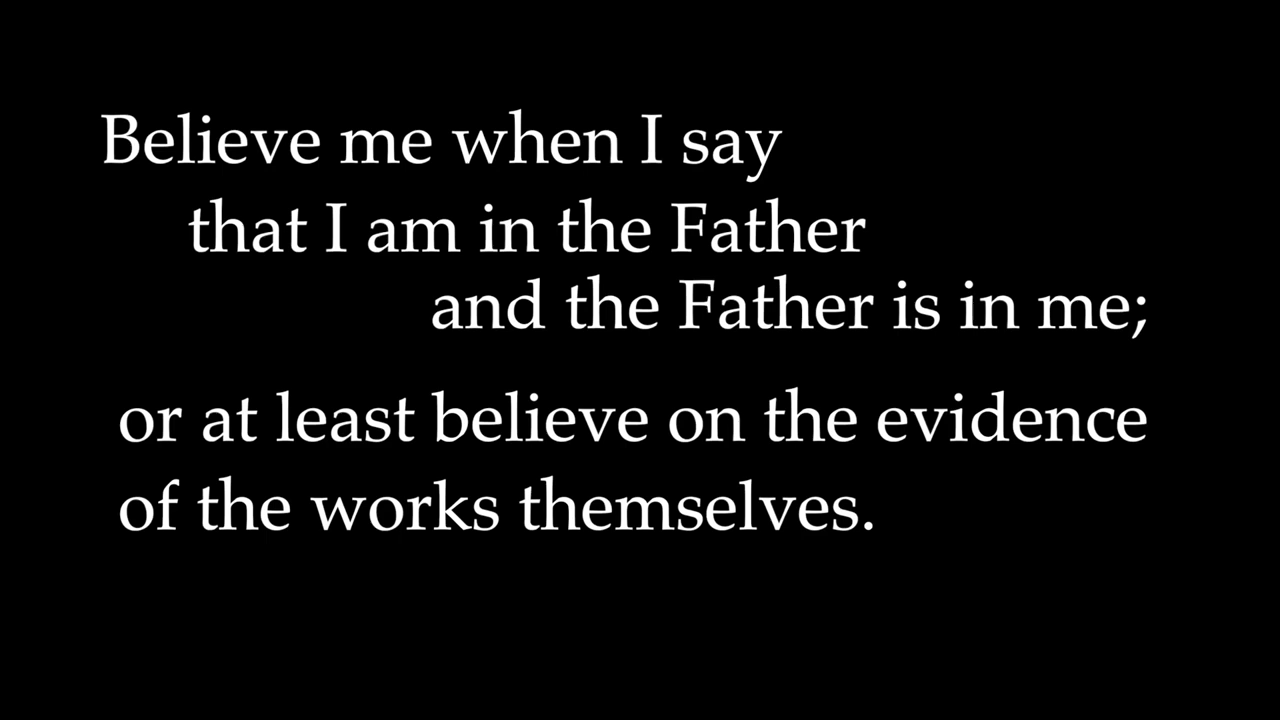 Believe me when I say
that I am in the Father
and the Father is in me;
or at least believe on the evidence
of the works themselves.